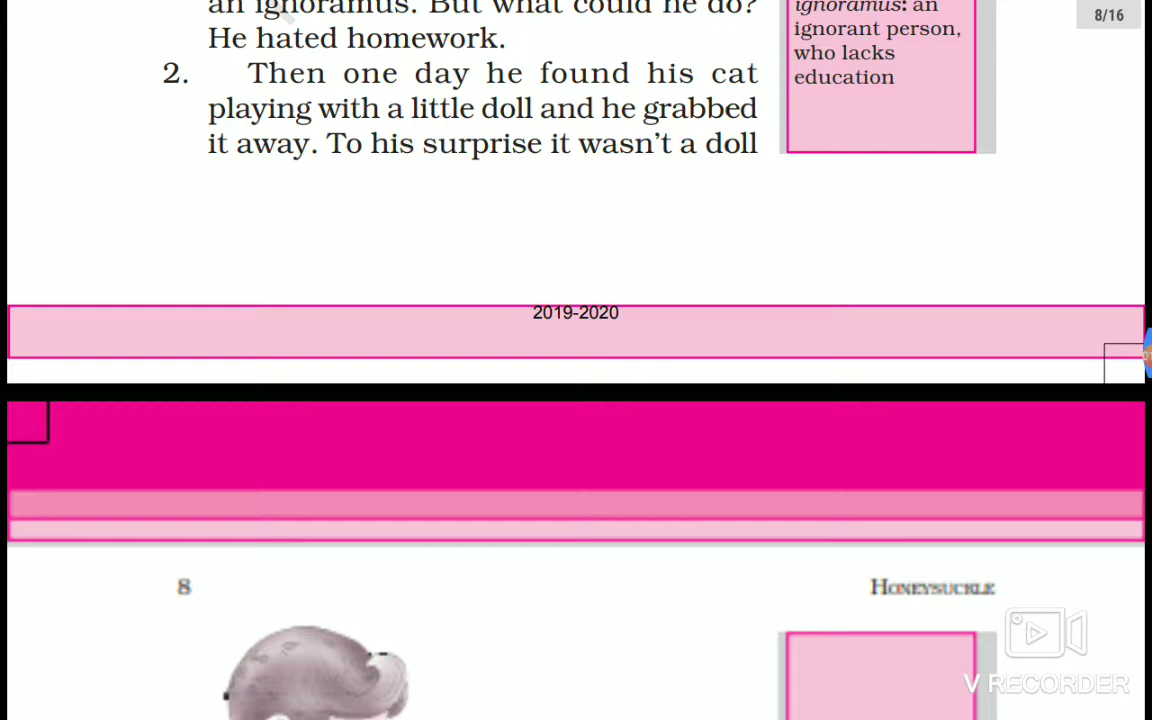 an ignoramus. But what could he do?
He hated homework.
2. Then one day he found his cat
playing with a little doll and he grabbed
it away. To his surprise it wasn't a doll
ignoramus: an
ignorant person,
who lacks
education
8/16
2019-2020
8
HONEYSUCKLE
V RECORDER